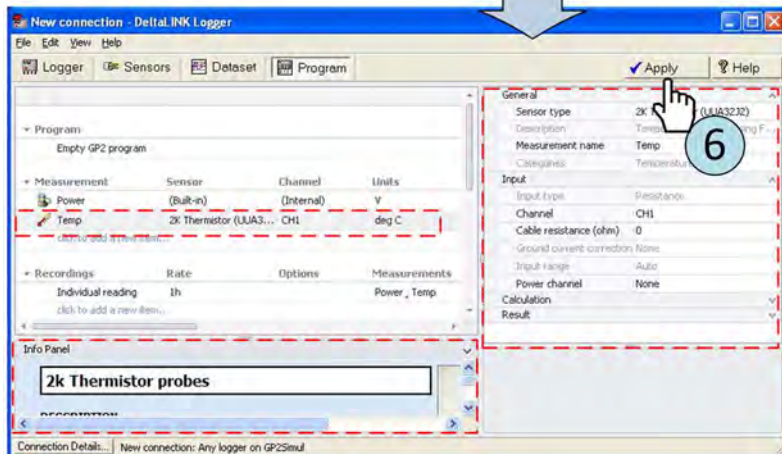 New connection - DeltaLINK Logger
File Edit View Help
Logger Sensors Dataset Program Apply Help
Program
Empty GP2 program
Measurement Sensor Channel Units
Power (Built-in) (Internal) V
Temp 2K Thermistor (UUA3... CH1 deg C
click to add a new item...
Recordings Rate Options Measurements
Individual reading 1h Power , Temp
click to add a new item...
General
Sensor type 2K (UUA32J2)
Description F...
Measurement name Temp
Categories Temperature
Input
Input type Resistance
Channel CH1
Cable resistance (ohm) 0
Ground current correction None
Input range Auto
Power channel None
Calculation
Result
6
Info Panel
2k Thermistor probes
DESCRIPTION
Connection Details... New connection: Any logger on GP2Simul